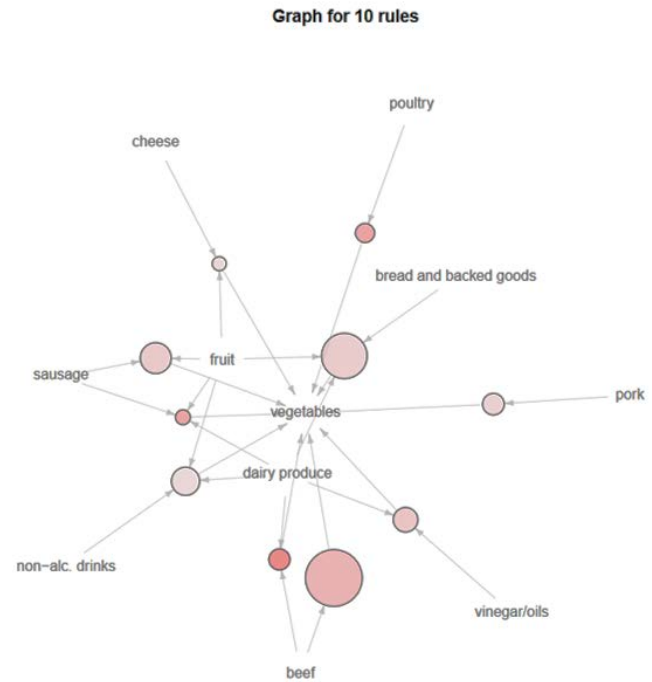 Graph for 10 rules
poultry
cheese
bread and backed goods
fruit
sausage
pork
vegetables
dairy produce
non-alc. drinks
vinegar/oils
beef